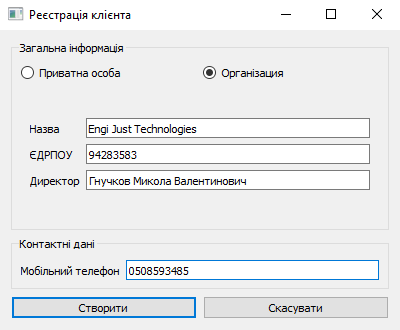 Реєстрація клієнта
Загальна інформація
Приватна особа Організація
Назва Engi Just Technologies
ЄДРПОУ 94283583
Директор Гнучков Микола Валентинович
Контактні дані
Мобільний телефон 0508593485
Створити Скасувати